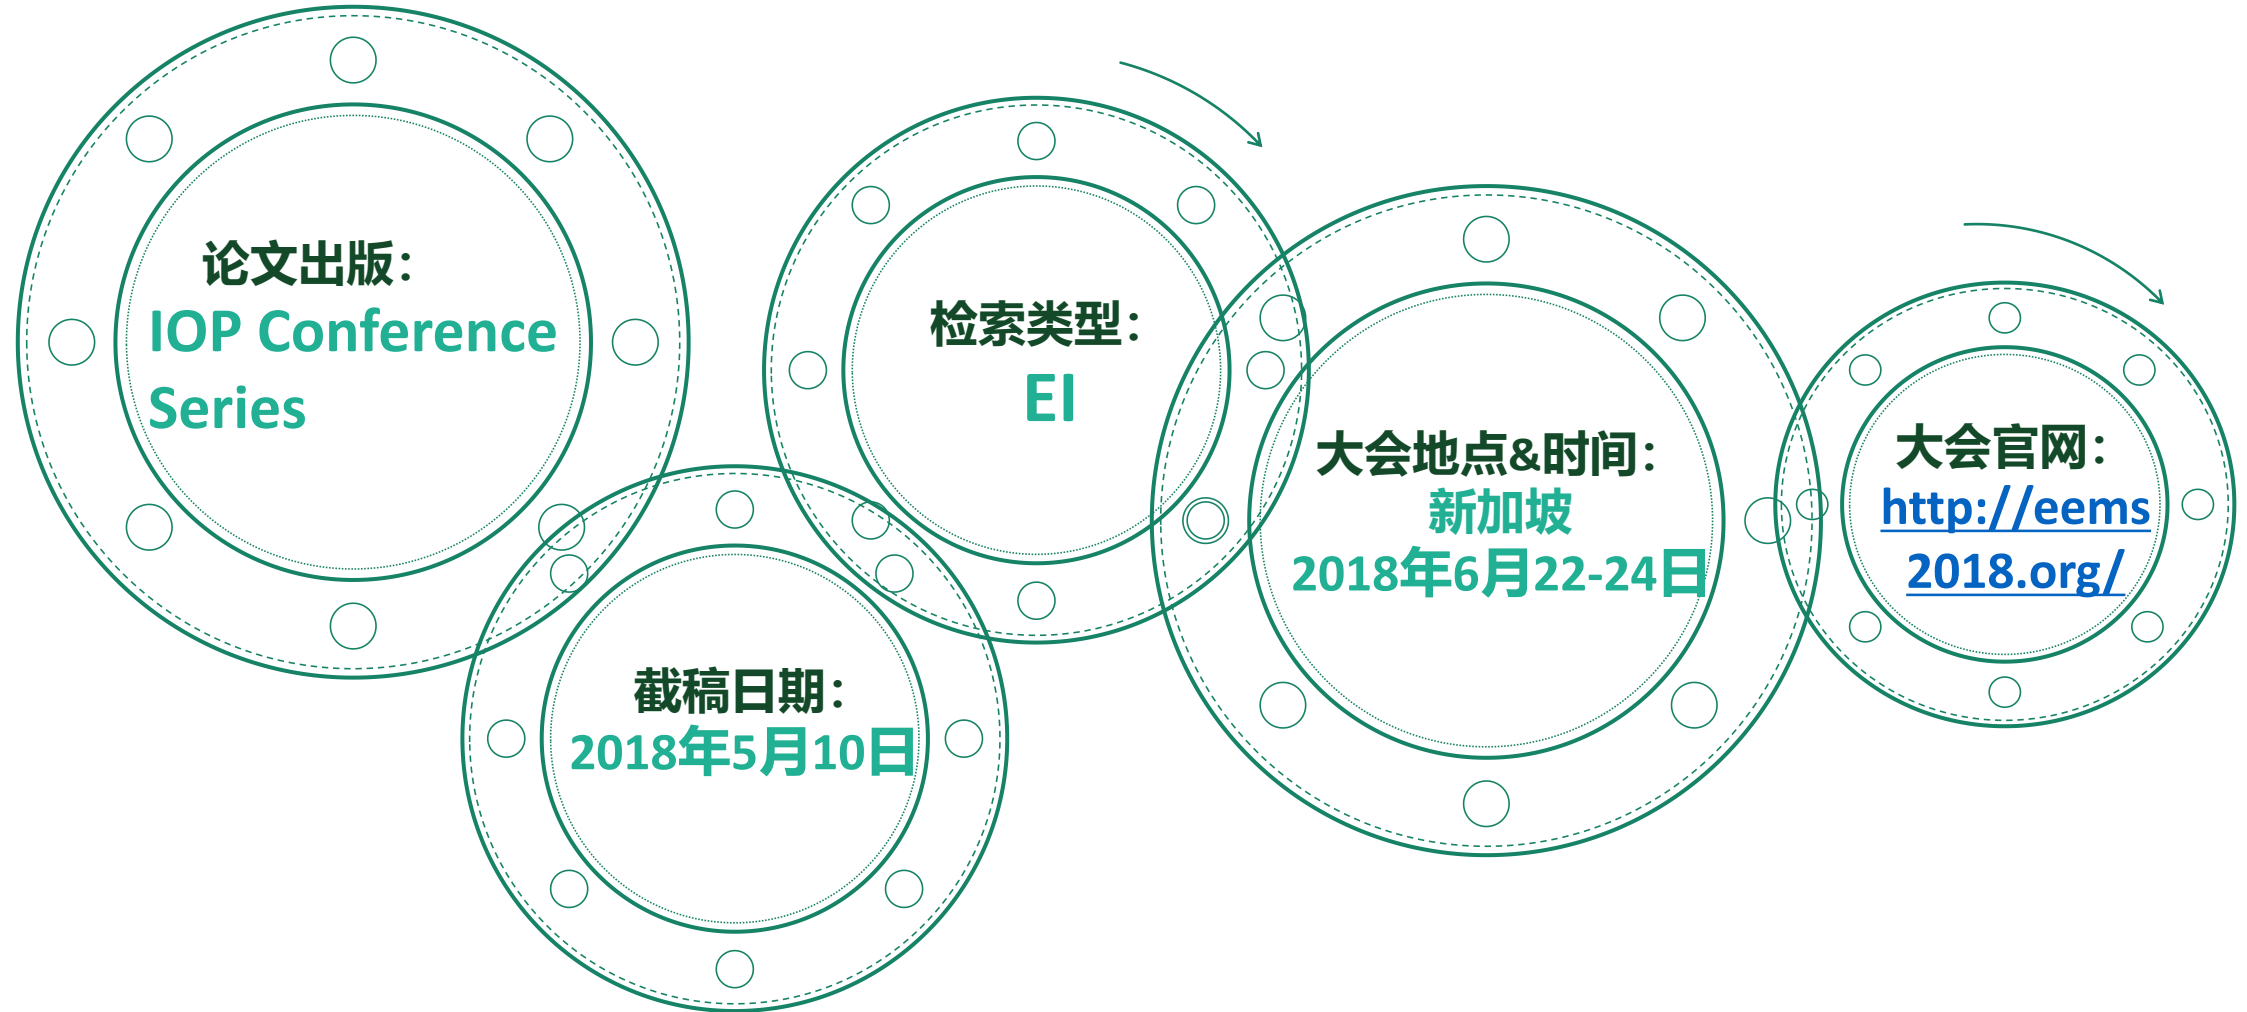 论文出版：
IOP Conference
Series
截稿日期：
2018年5月10日
检索类型：
EI
大会地点&时间：
新加坡
2018年6月22-24日
大会官网：
http://eems
2018.org/